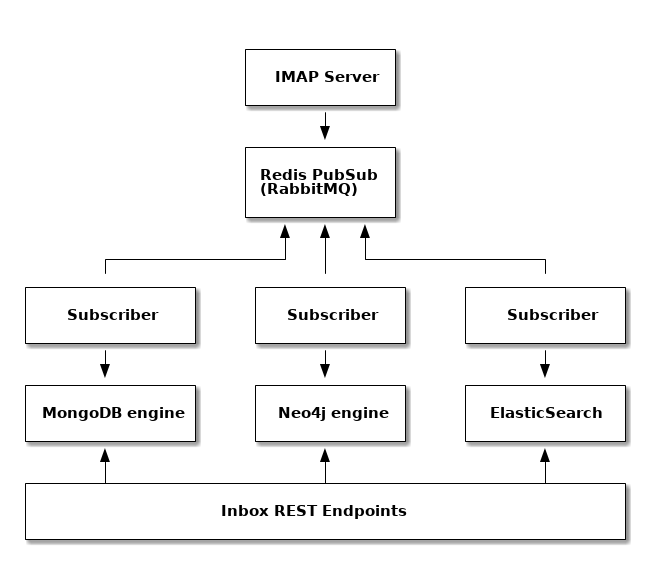 IMAP Server
Redis PubSub
(RabbitMQ)
Subscriber
Subscriber
Subscriber
MongoDB engine
Neo4j engine
ElasticSearch
Inbox REST Endpoints